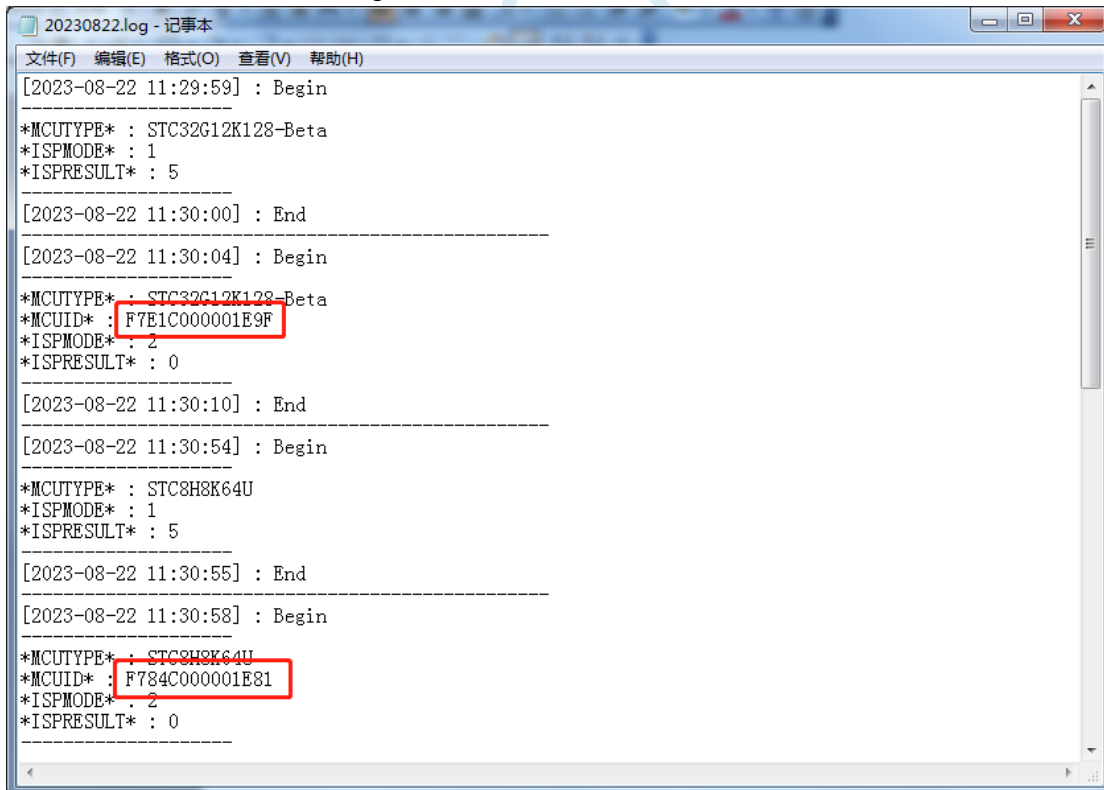 20230822.log - 记事本
文件(F) 编辑(E) 格式(O) 查看(V) 帮助(H)
[2023-08-22 11:29:59] : Begin
--------------------
*MCUTYPE* : STC32G12K128-Beta
*ISPMODE* : 1
*ISPRESULT* : 5
--------------------
[2023-08-22 11:30:00] : End
--------------------------------------------------
[2023-08-22 11:30:04] : Begin
--------------------
*MCUTYPE* : STC32G12K128-Beta
*MCUID* : F7E1C000001E9F
*ISPMODE* : 2
*ISPRESULT* : 0
--------------------
[2023-08-22 11:30:10] : End
--------------------------------------------------
[2023-08-22 11:30:54] : Begin
--------------------
*MCUTYPE* : STC8H8K64U
*ISPMODE* : 1
*ISPRESULT* : 5
--------------------
[2023-08-22 11:30:55] : End
--------------------------------------------------
[2023-08-22 11:30:58] : Begin
--------------------
*MCUTYPE* : STC8H8K64U
*MCUID* : F784C000001E81
*ISPMODE* : 2
*ISPRESULT* : 0
--------------------